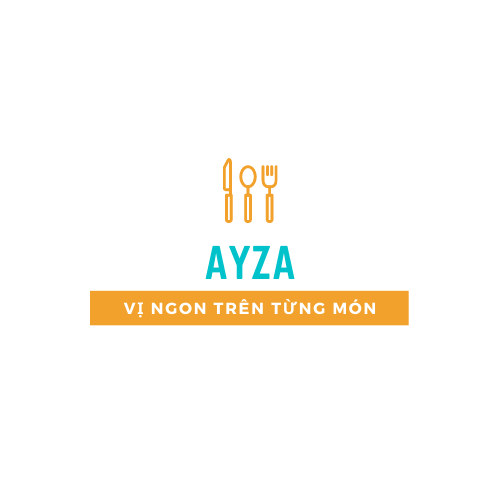 AYZA
VỊ NGON TRÊN TỪNG MÓN